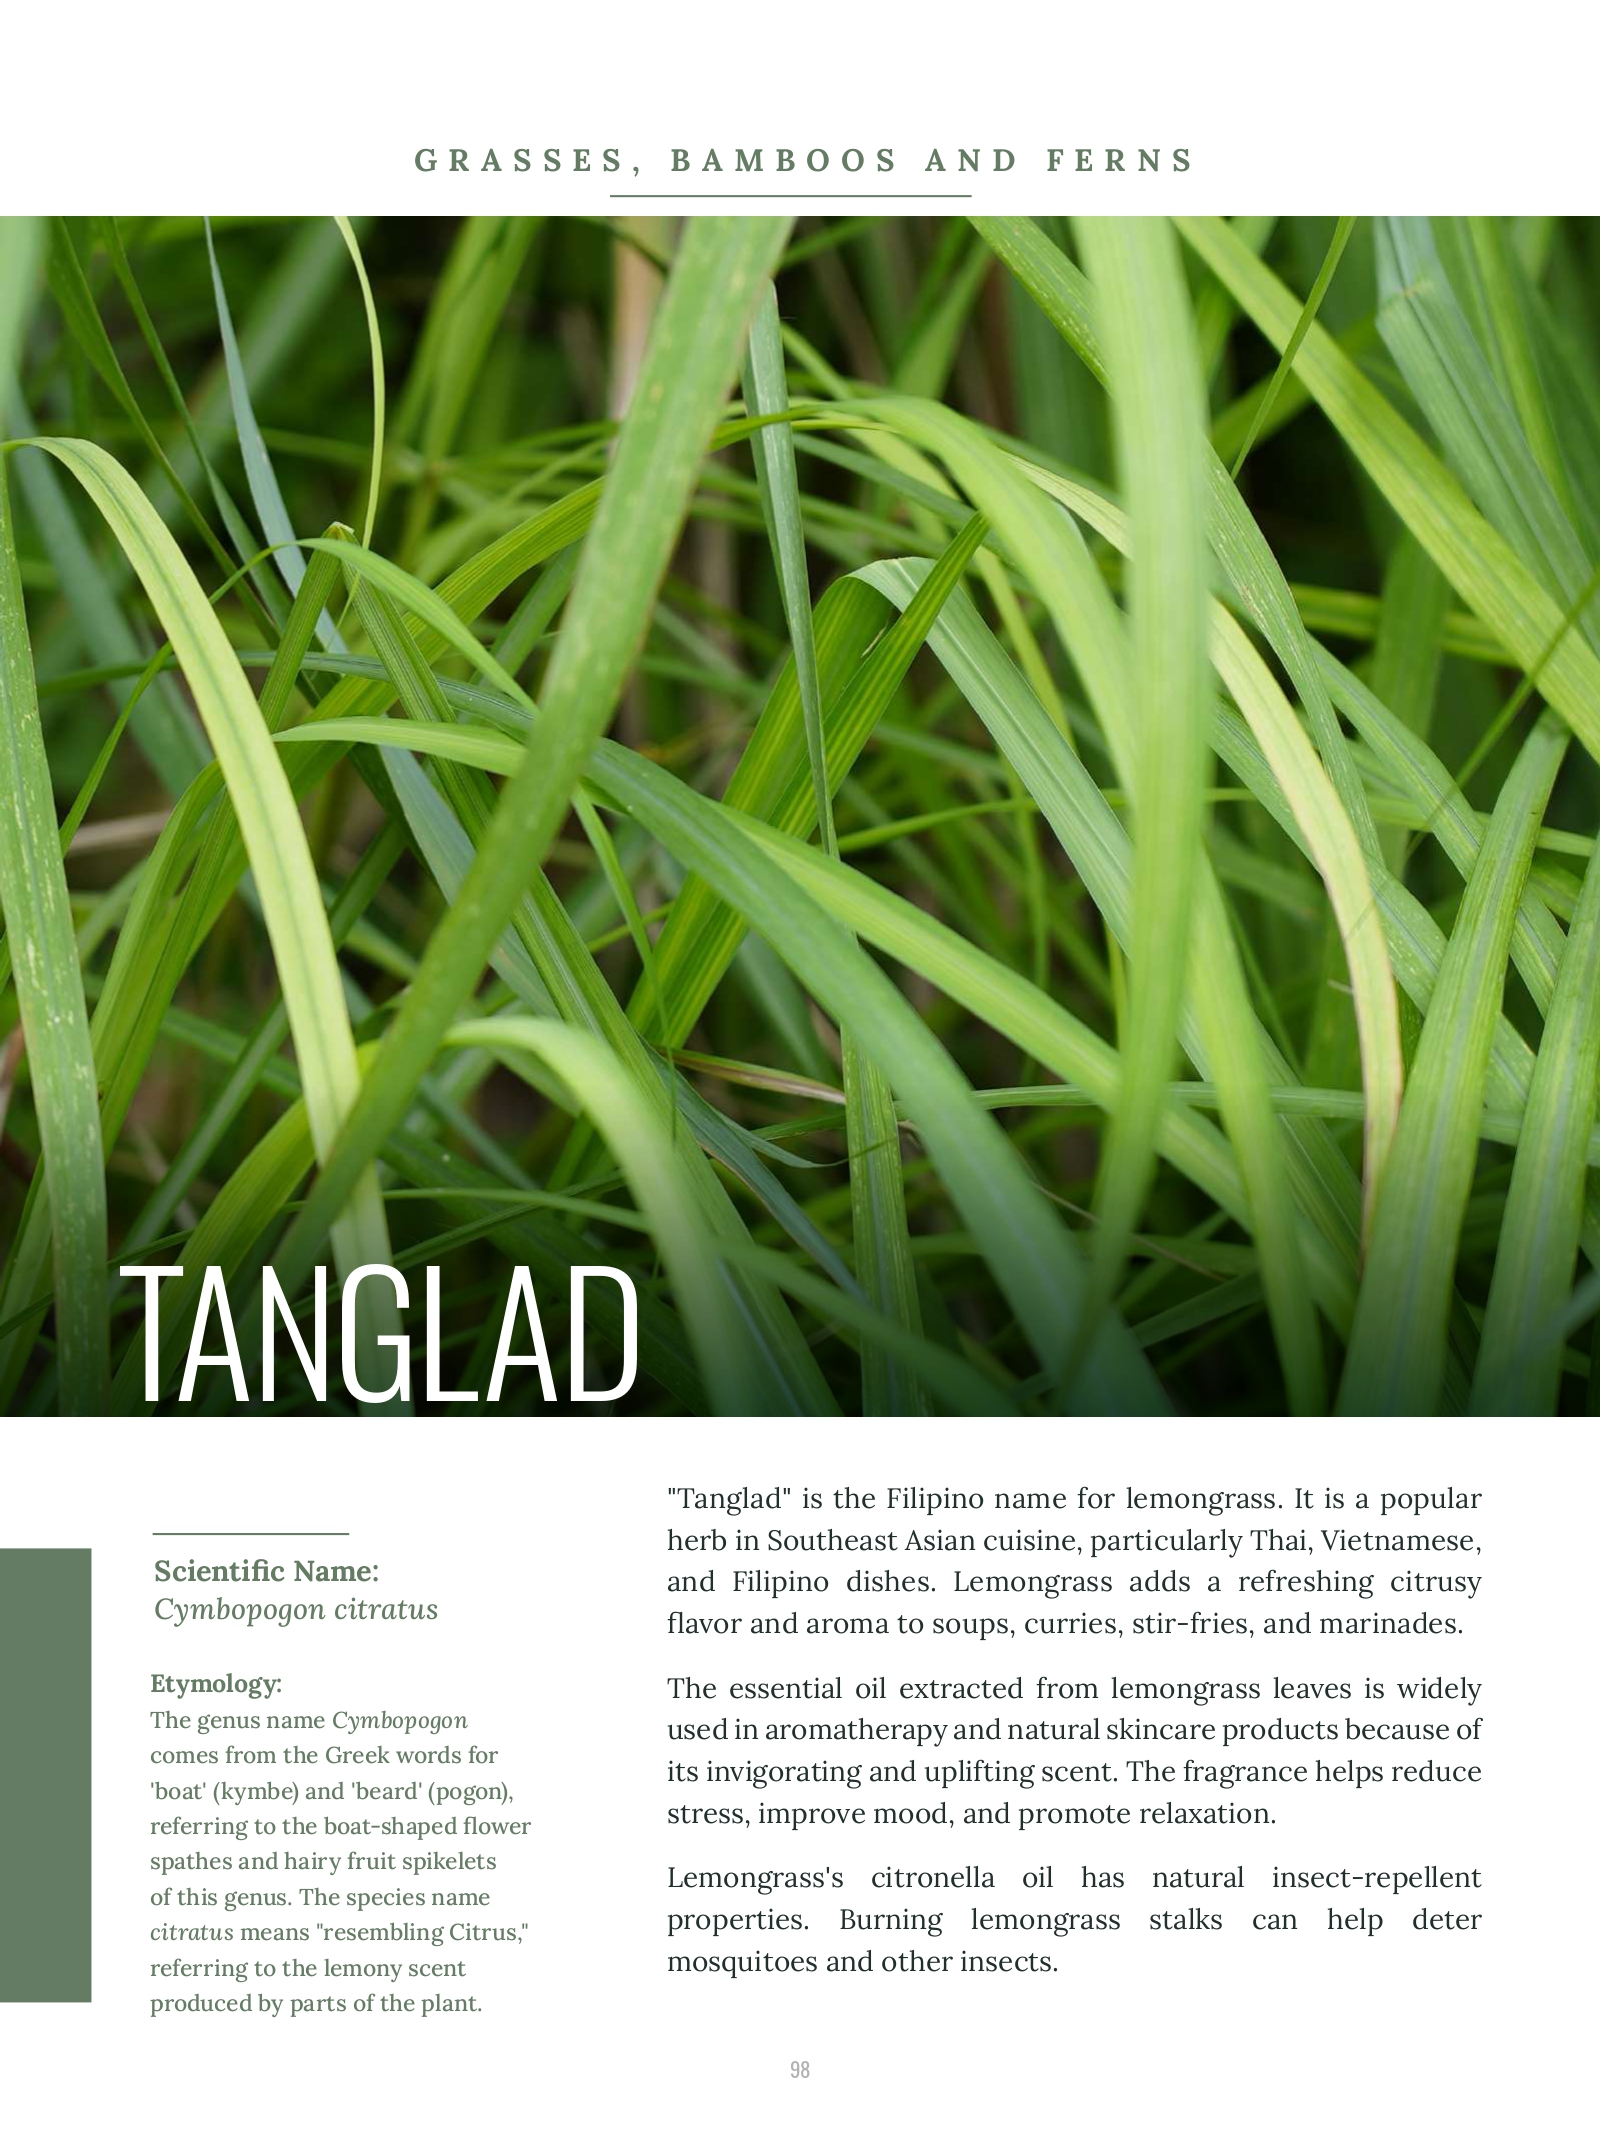 GRASSES, BAMBOOS AND FERNS
TANGLAD
Scientific Name:
Cymbopogon citratus
Etymology:
The genus name Cymbopogon
comes from the Greek words for
'boat' (kymbe) and 'beard' (pogon),
referring to the boat-shaped flower
spathes and hairy fruit spikelets
of this genus. The species name
citratus means "resembling Citrus,"
referring to the lemony scent
produced by parts of the plant.
"Tanglad" is the Filipino name for lemongrass. It is a popular
herb in Southeast Asian cuisine, particularly Thai, Vietnamese,
and Filipino dishes. Lemongrass adds a refreshing citrusy
flavor and aroma to soups, curries, stir-fries, and marinades.
The essential oil extracted from lemongrass leaves is widely
used in aromatherapy and natural skincare products because of
its invigorating and uplifting scent. The fragrance helps reduce
stress, improve mood, and promote relaxation.
Lemongrass's citronella oil has natural insect-repellent
properties. Burning lemongrass stalks can help deter
mosquitoes and other insects.
98